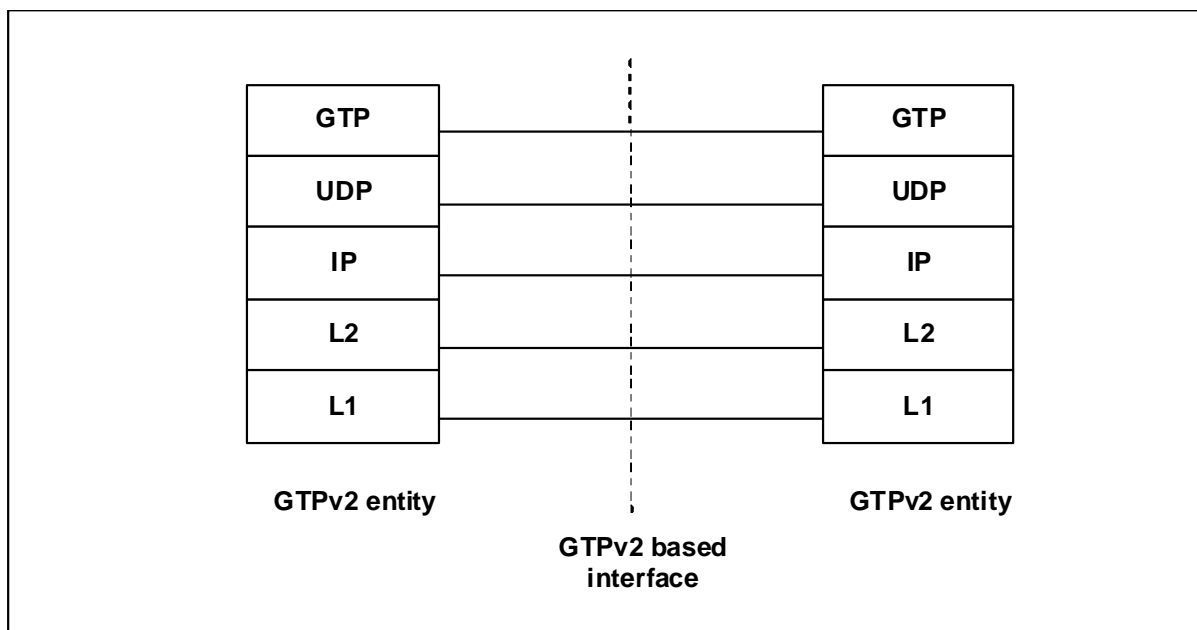 GTP
GTP
UDP
UDP
IP
IP
L2
L2
L1
L1
GTPv2 entity
GTPv2 entity
GTPv2 based
interface